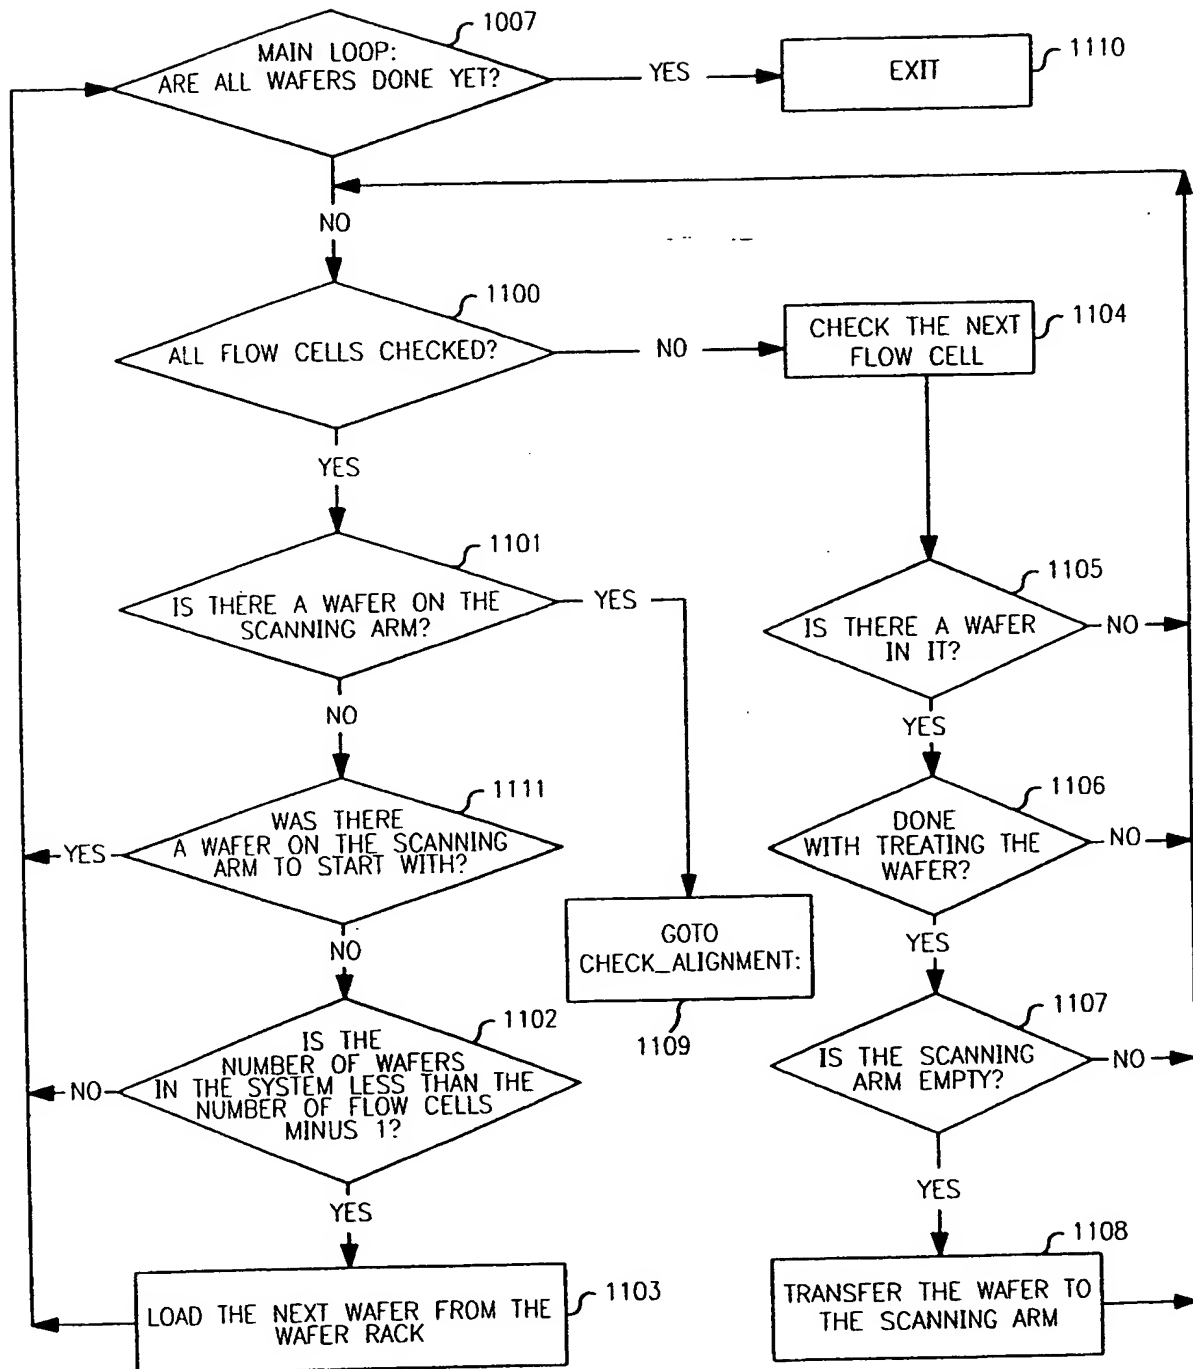 1007
MAIN LOOP:
ARE ALL WAFERS DONE YET?
YES
EXIT
1110
NO
1100
ALL FLOW CELLS CHECKED?
NO
CHECK THE NEXT
FLOW CELL
1104
YES
1101
IS THERE A WAFER ON THE
SCANNING ARM?
YES
1105
IS THERE A WAFER
IN IT?
NO
NO
YES
1111
WAS THERE
A WAFER ON THE SCANNING
ARM TO START WITH?
YES
1106
DONE
WITH TREATING THE
WAFER?
NO
GOTO
CHECK_ALIGNMENT:
1109
NO
YES
1102
IS THE
NUMBER OF WAFERS
IN THE SYSTEM LESS THAN THE
NUMBER OF FLOW CELLS
MINUS 1?
NO
1107
IS THE SCANNING
ARM EMPTY?
NO
YES
YES
1103
LOAD THE NEXT WAFER FROM THE
WAFER RACK
1108
TRANSFER THE WAFER TO
THE SCANNING ARM